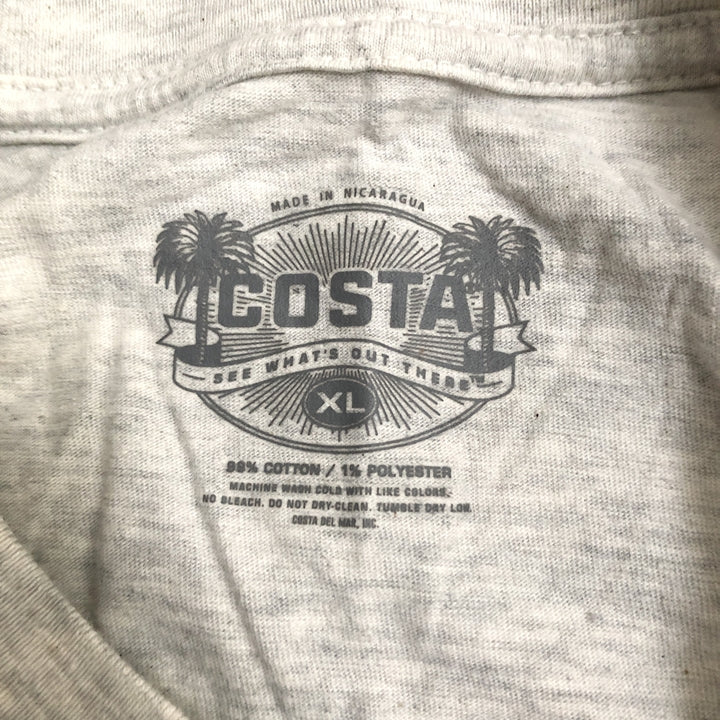 MADE IN NICARAGUA
COSTA
SEE WHAT'S OUT THERE™
XL
99% COTTON / 1% POLYESTER
MACHINE WASH COLD WITH LIKE COLORS.
NO BLEACH. DO NOT DRY-CLEAN. TUMBLE DRY LOW.
COSTA DEL MAR, INC.